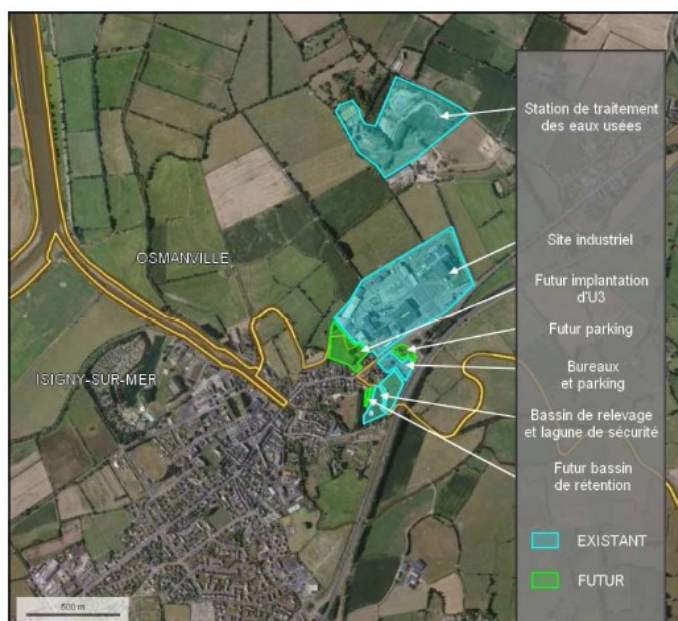 Station de traitement
des eaux usées
Site industriel
OSMANVILLE
Futur implantation
d'U3
Futur parking
ISIGNY-SUR-MER
Bureaux
et parking
Bassin de relevage
et lagune de sécurité
Futur bassin
de rétention
EXISTANT
FUTUR
500 m